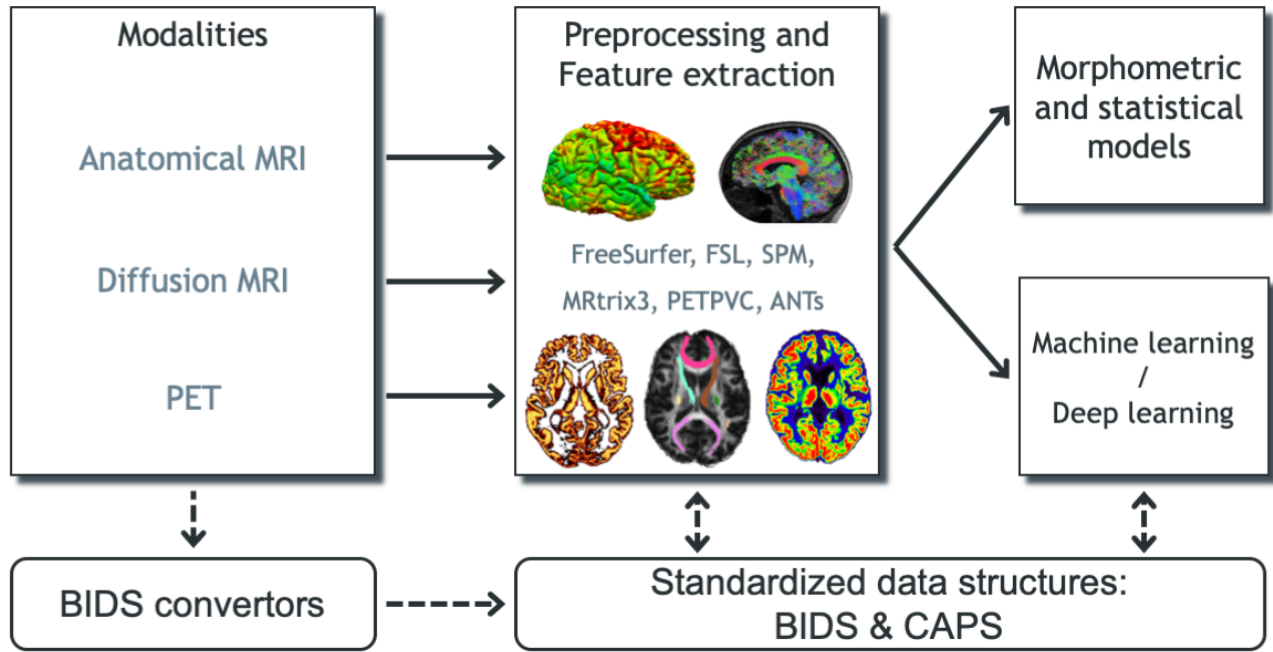 Modalities
Anatomical MRI
Diffusion MRI
PET
Preprocessing and
Feature extraction
FreeSurfer, FSL, SPM,
MRtrix3, PETPVC, ANTs
Morphometric
and statistical
models
Machine learning
/
Deep learning
BIDS convertors
Standardized data structures:
BIDS & CAPS